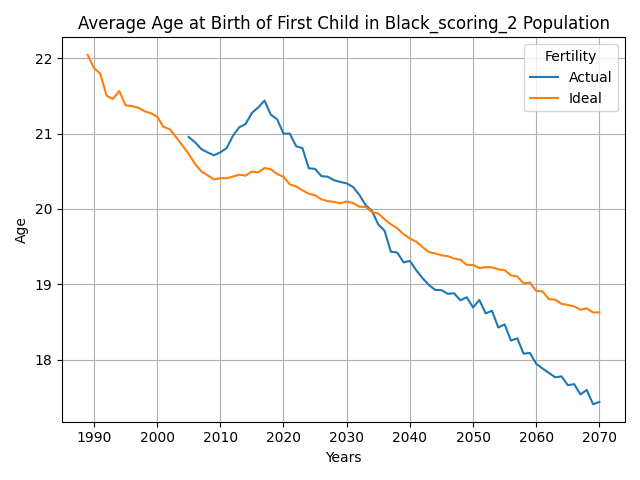 Average Age at Birth of First Child in Black_scoring_2 Population
Fertility
Actual
Ideal
22
21
20
19
18
Age
1990 2000 2010 2020 2030 2040 2050 2060 2070
Years